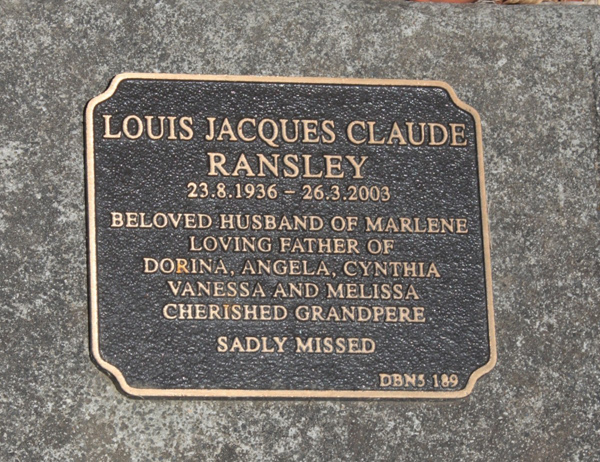 LOUIS JACQUES CLAUDE
RANSLEY
23.8.1936 – 26.3.2003
BELOVED HUSBAND OF MARLENE
LOVING FATHER OF
DORINA, ANGELA, CYNTHIA
VANESSA AND MELISSA
CHERISHED GRANDPERE
SADLY MISSED
DBN5 189